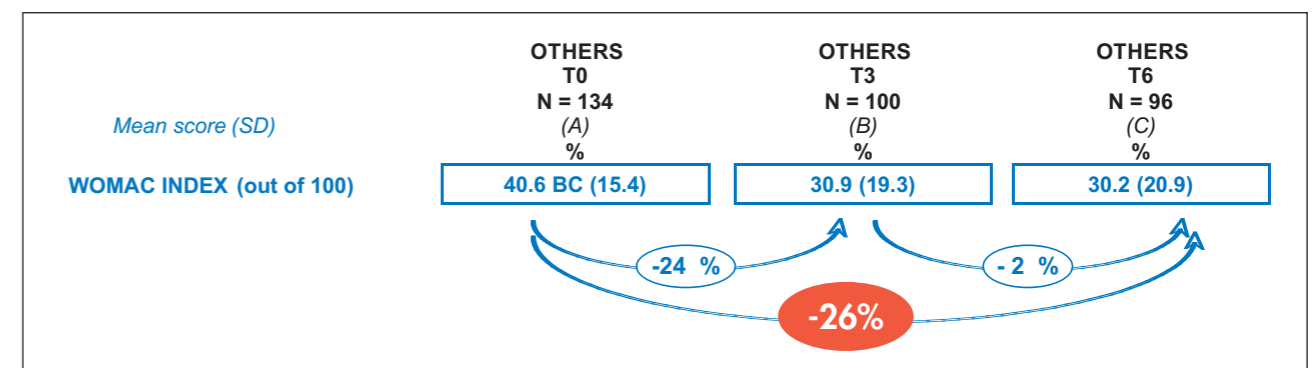 OTHERS OTHERS OTHERS
T0 T3 T6
N = 134 N = 100 N = 96
Mean score (SD) (A) (B) (C)
% % %
WOMAC INDEX (out of 100) 40.6 BC (15.4) 30.9 (19.3) 30.2 (20.9)
-24 % - 2 %
-26%